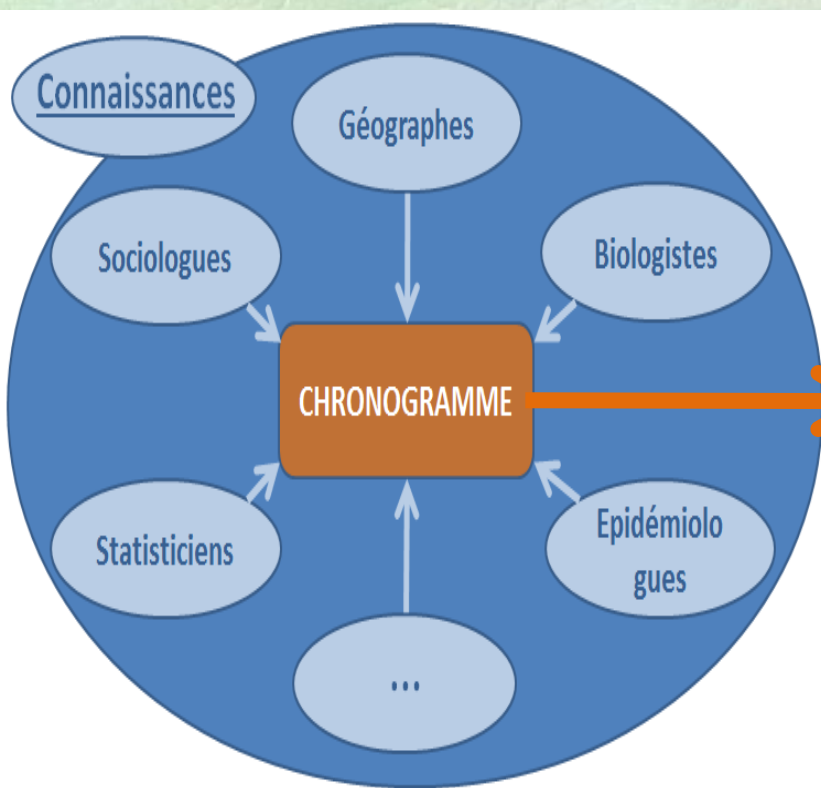 Connaissances
Géographes
Sociologues
Biologistes
CHRONOGRAMME
Statisticiens
Epidémiolo
gues
...